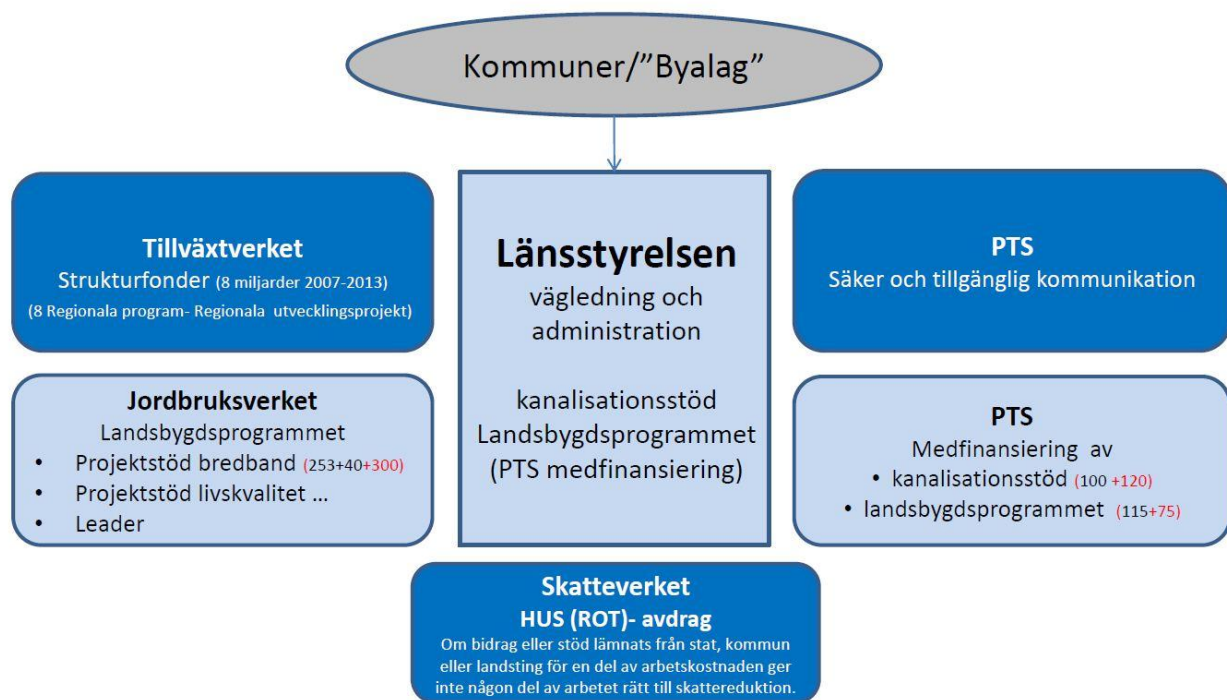 Kommuner/”Byalag”
Tillväxtverket
Strukturfonder (8 miljarder 2007-2013)
(8 Regionala program- Regionala utvecklingsprojekt)
Länsstyrelsen
vägledning och
administration
kanalisationsstöd
Landsbygdsprogrammet
(PTS medfinansiering)
PTS
Säker och tillgänglig kommunikation
Jordbruksverket
Landsbygdsprogrammet
• Projektstöd bredband (253+40+300)
• Projektstöd livskvalitet ...
• Leader
PTS
Medfinansiering av
• kanalisationsstöd (100 +120)
• landsbygdsprogrammet (115+75)
Skatteverket
HUS (ROT)- avdrag
Om bidrag eller stöd lämnats från stat, kommun
eller landsting för en del av arbetskostnaden ger
inte någon del av arbetet rätt till skattereduktion.